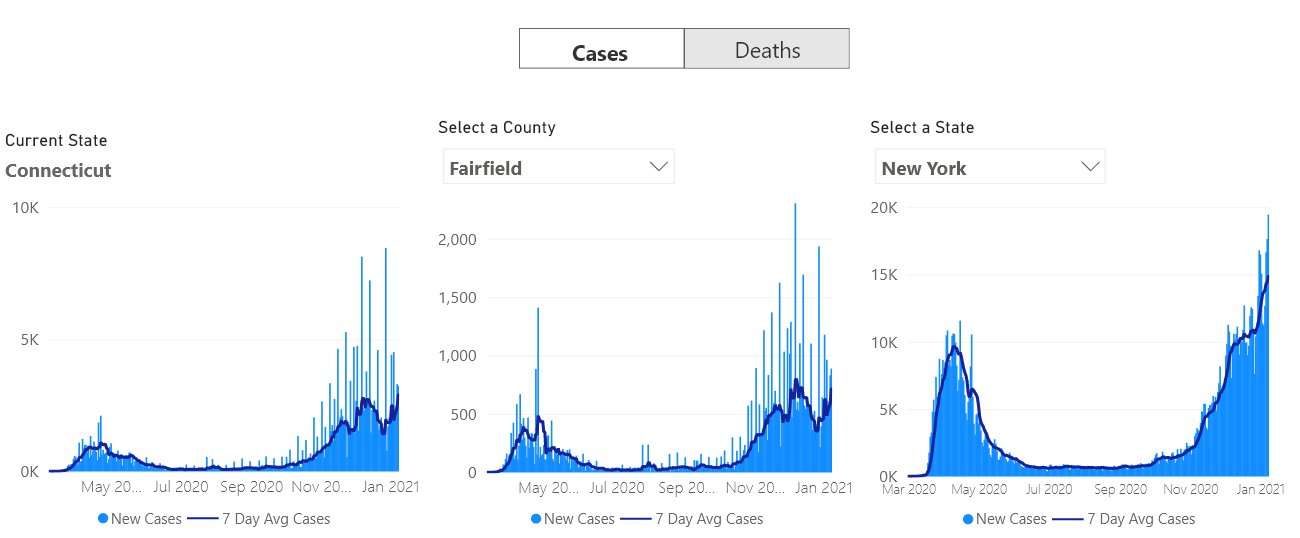 Cases Deaths
Current State
Connecticut
Select a County
Fairfield
Select a State
New York
10K
5K
0K
May 20... Jul 2020 Sep 2020 Nov 20... Jan 2021
New Cases 7 Day Avg Cases
2,000
1,500
1,000
500
0
May 20... Jul 2020 Sep 20... Nov 20... Jan 2021
New Cases 7 Day Avg Cases
20K
15K
10K
5K
0K
Mar 2020 May 2020 Jul 2020 Sep 2020 Nov 2020 Jan 2021
New Cases 7 Day Avg Cases